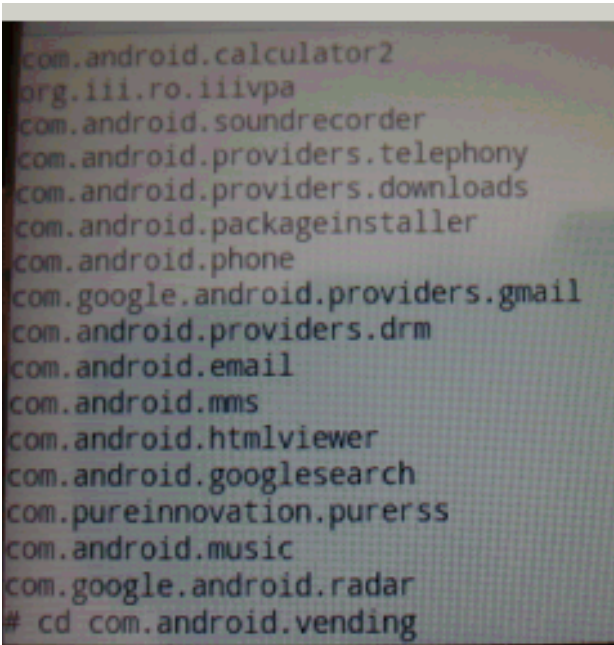 com.android.calculator2
org.iii.ro.iiivpa
com.android.soundrecorder
com.android.providers.telephony
com.android.providers.downloads
com.android.packageinstaller
com.android.phone
com.google.android.providers.gmail
com.android.providers.drm
com.android.email
com.android.mms
com.android.htmlviewer
com.android.googlesearch
com.pureinnovation.purerss
com.android.music
com.google.android.radar
# cd com.android.vending